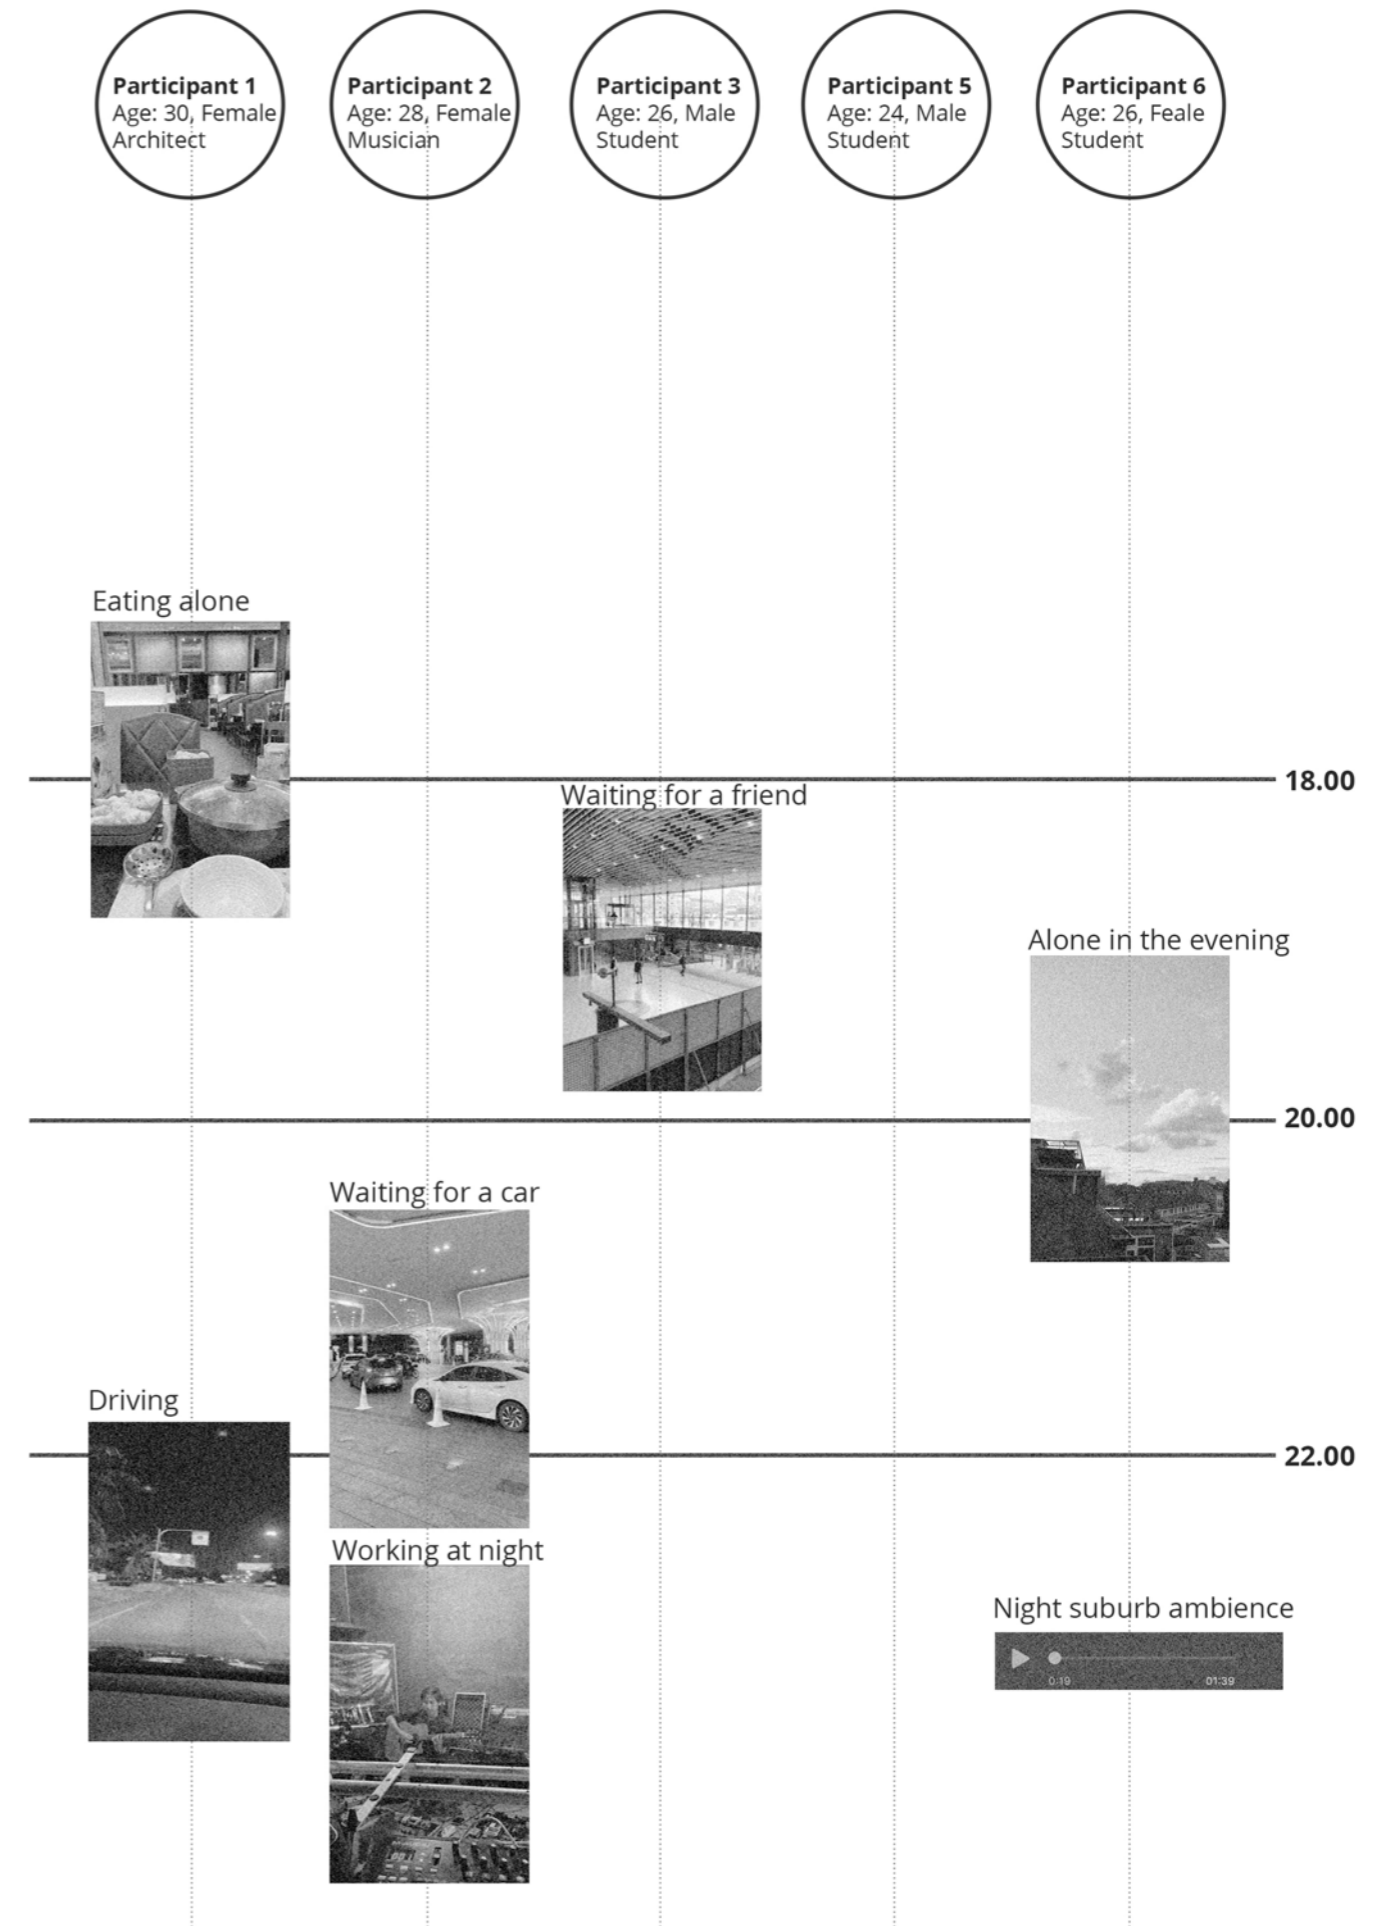 Participant 1
Age: 30, Female
Architect
Participant 2
Age: 28, Female
Musician
Participant 3
Age: 26, Male
Student
Participant 5
Age: 24, Male
Student
Participant 6
Age: 26, Feale
Student
Eating alone
18.00
Waiting for a friend
Alone in the evening
20.00
Waiting for a car
Driving
22.00
Working at night
Night suburb ambience
0:19
01:39